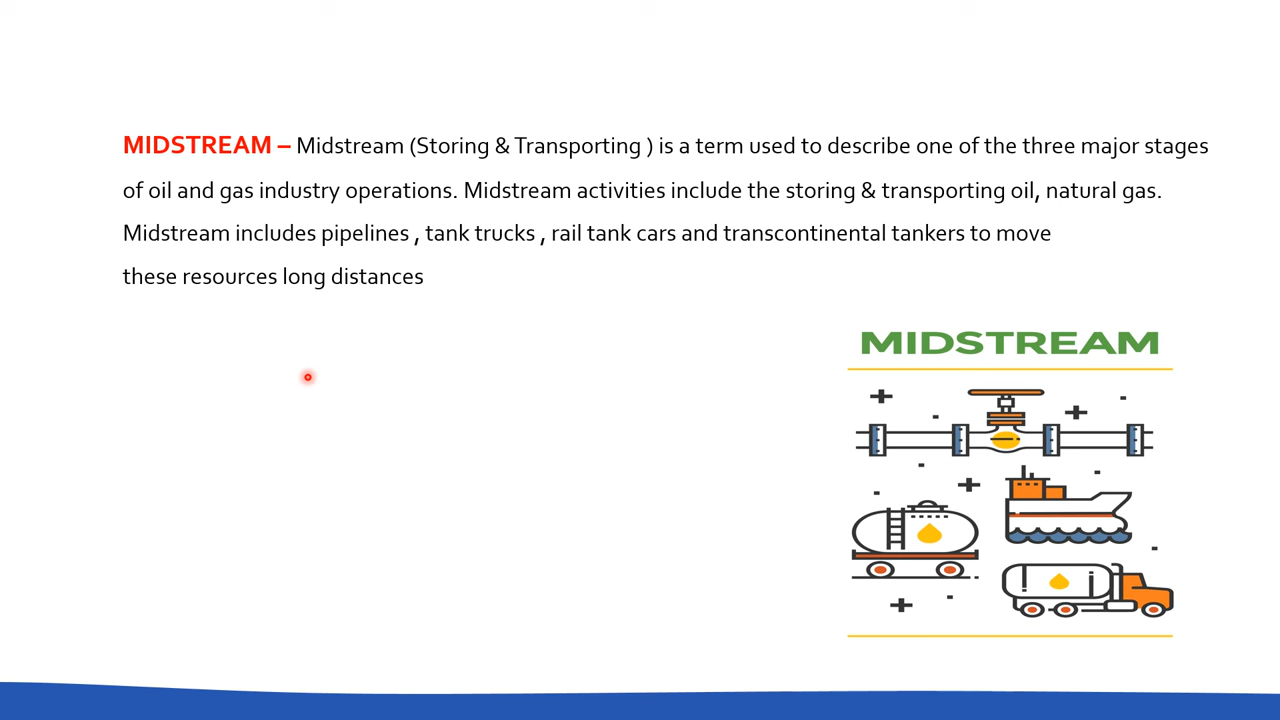 MIDSTREAM – Midstream (Storing & Transporting ) is a term used to describe one of the three major stages
of oil and gas industry operations. Midstream activities include the storing & transporting oil, natural gas.
Midstream includes pipelines , tank trucks , rail tank cars and transcontinental tankers to move
these resources long distances
MIDSTREAM